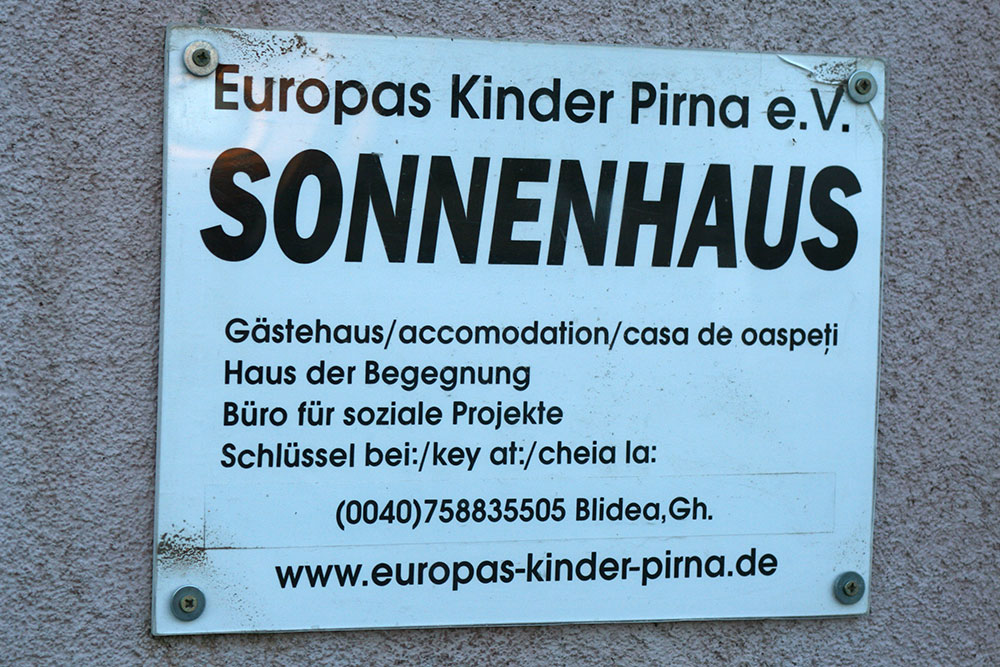 Europas Kinder Pirna e.V.
SONNENHAUS
Gästehaus/accomodation/casa de oaspeţi
Haus der Begegnung
Büro für soziale Projekte
Schlüssel bei:/key at:/cheia la:
(0040)758835505 Blidea,Gh.
www.europas-kinder-pirna.de